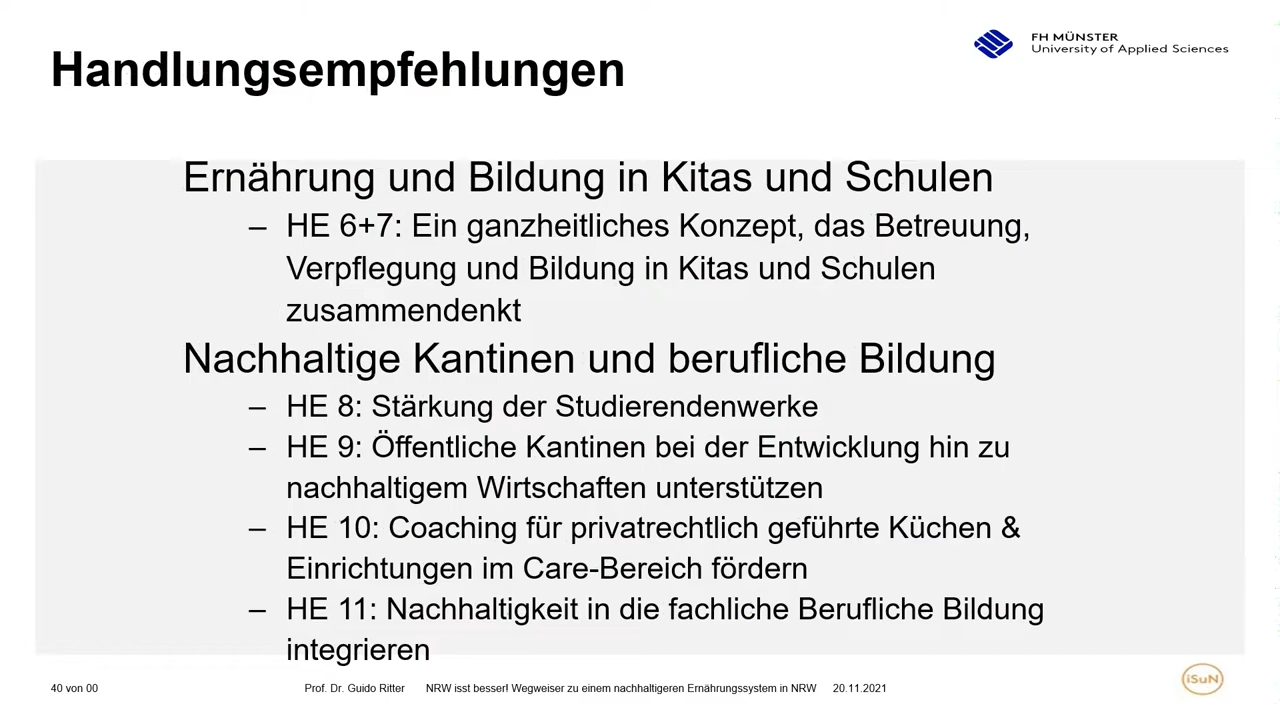 Handlungsempfehlungen
FH MÜNSTER
University of Applied Sciences
Ernährung und Bildung in Kitas und Schulen
– HE 6+7: Ein ganzheitliches Konzept, das Betreuung,
Verpflegung und Bildung in Kitas und Schulen
zusammendenkt
Nachhaltige Kantinen und berufliche Bildung
– HE 8: Stärkung der Studierendenwerke
– HE 9: Öffentliche Kantinen bei der Entwicklung hin zu
nachhaltigem Wirtschaften unterstützen
– HE 10: Coaching für privatrechtlich geführte Küchen &
Einrichtungen im Care-Bereich fördern
– HE 11: Nachhaltigkeit in die fachliche Berufliche Bildung
integrieren
40 von 00 Prof. Dr. Guido Ritter NRW isst besser! Wegweiser zu einem nachhaltigeren Ernährungssystem in NRW 20.11.2021
iSuN